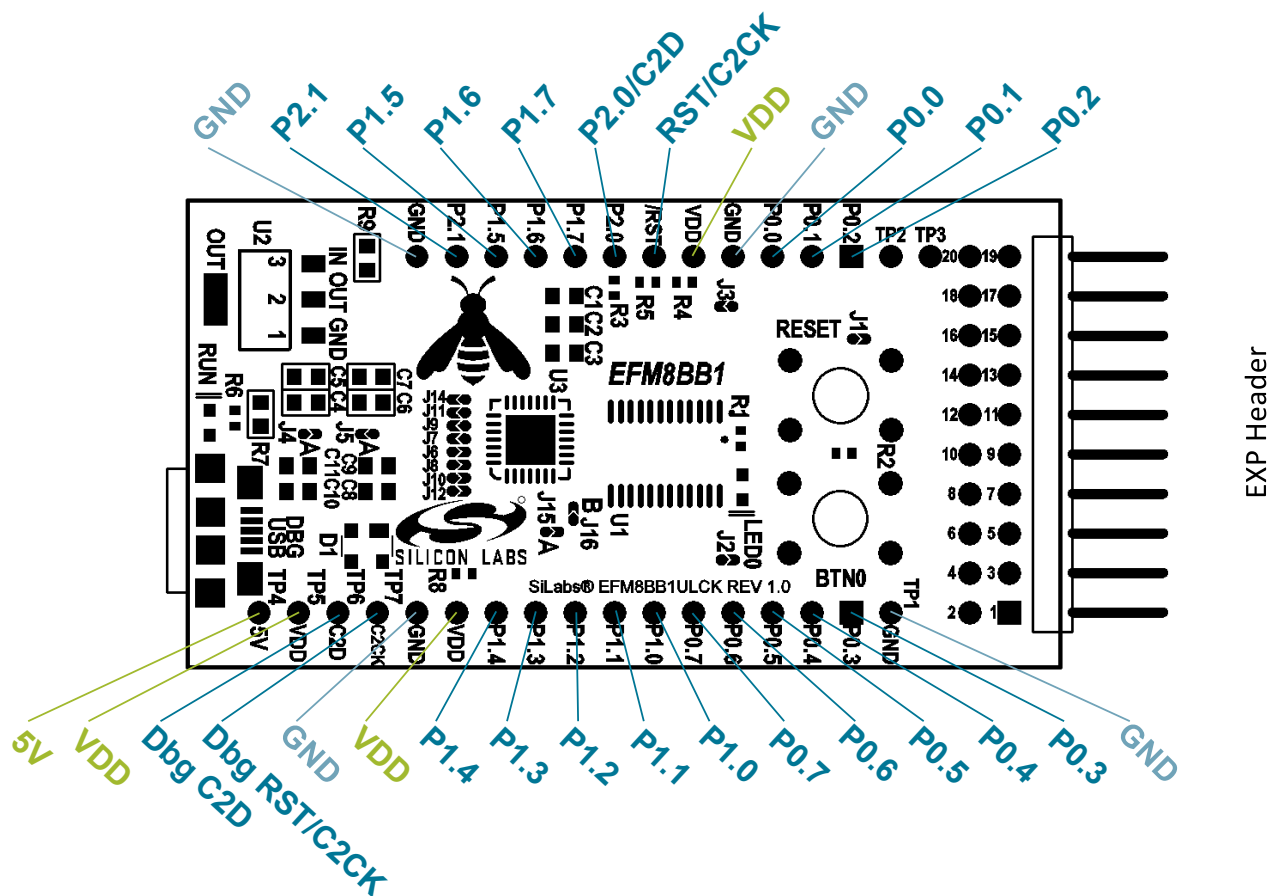 GND
P2.1
P1.5
P1.6
P1.7
P2.0/C2D
RST/C2CK
VDD
GND
P0.0
P0.1
P0.2
GND
P2.1
P1.5
P1.6
P1.7
P2.0
/RST
VDD
GND
P0.0
P0.1
P0.2
TP2 TP3
R9
U2
OUT
3
2
1
IN OUT GND
C1 C2 C3
R3
R5
R4
J3
RESET
J1
20 19
18 17
16 15
14 13
12 11
10 9
8 7
6 5
4 3
2 1
EXP Header
RUN
R6
R7
C5
C4
C7
C6
J4
A
J5
A
C11
C10
C9
C8
J14
J11
J9
J7
J6
J8
J10
J12
U3
EFM8BB1
R1
R2
U1
LED0
J2
J15
A
B
J16
SILICON LABS
DBG
USB
D1
R8
SiLabs® EFM8BB1ULCK REV 1.0
BTN0
TP4
TP5
TP6
TP7
TP1
5V
VDD
C2D
C2CK
GND
VDD
P1.4
P1.3
P1.2
P1.1
P1.0
P0.7
P0.6
P0.5
P0.4
P0.3
GND
5V
VDD
Dbg C2D
Dbg RST/C2CK
GND
VDD
P1.4
P1.3
P1.2
P1.1
P1.0
P0.7
P0.6
P0.5
P0.4
P0.3
GND